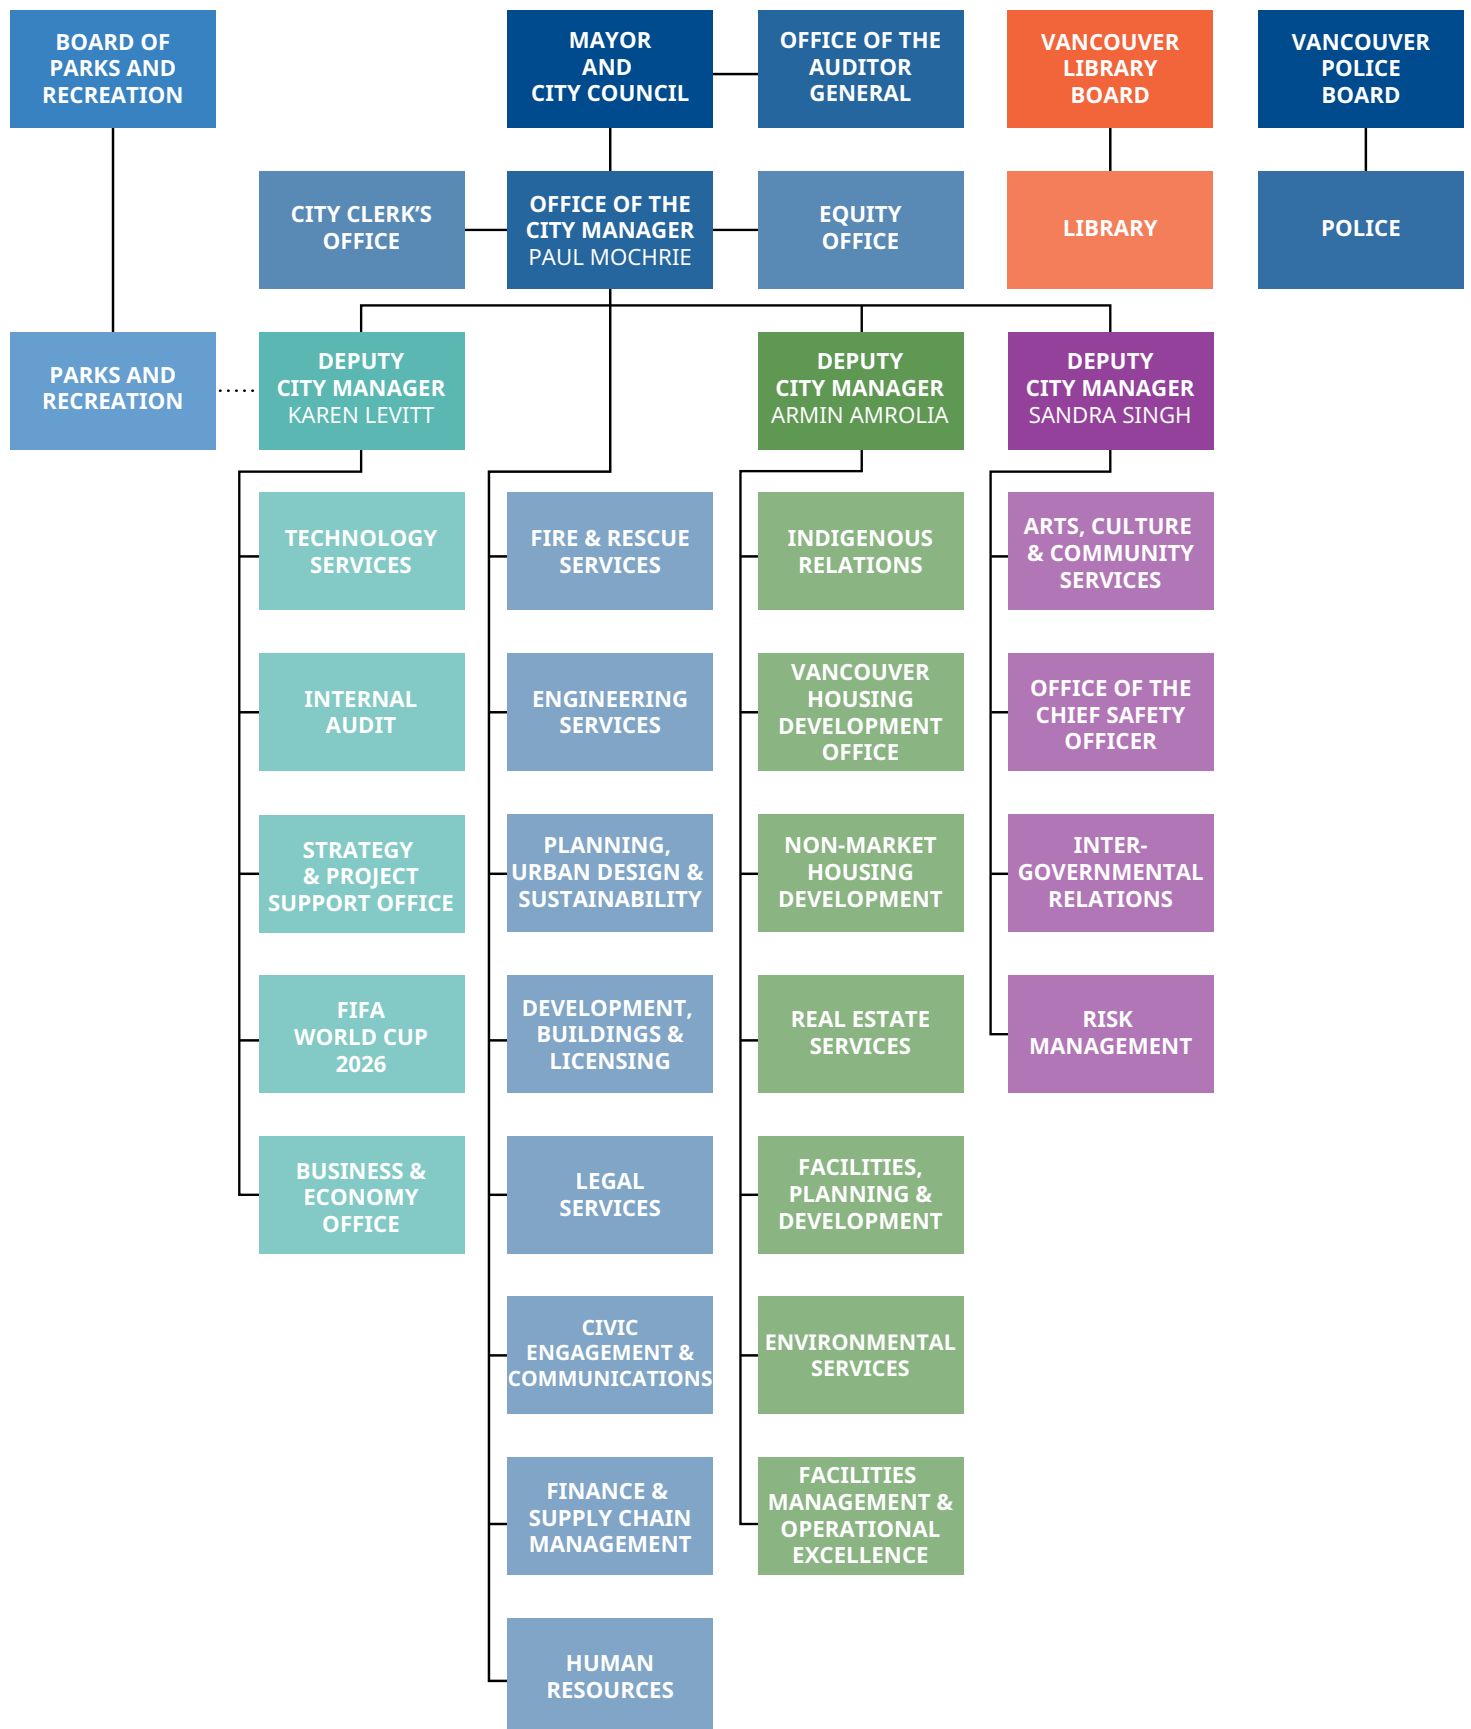 BOARD OF
PARKS AND
RECREATION
MAYOR
AND
CITY COUNCIL
OFFICE OF THE
AUDITOR
GENERAL
VANCOUVER
LIBRARY
BOARD
VANCOUVER
POLICE
BOARD
CITY CLERK’S
OFFICE
OFFICE OF THE
CITY MANAGER
PAUL MOCHRIE
EQUITY
OFFICE
LIBRARY
POLICE
PARKS AND
RECREATION
DEPUTY
CITY MANAGER
KAREN LEVITT
DEPUTY
CITY MANAGER
ARMIN AMROLIA
DEPUTY
CITY MANAGER
SANDRA SINGH
TECHNOLOGY
SERVICES
FIRE & RESCUE
SERVICES
INDIGENOUS
RELATIONS
ARTS, CULTURE
& COMMUNITY
SERVICES
INTERNAL
AUDIT
ENGINEERING
SERVICES
VANCOUVER
HOUSING
DEVELOPMENT
OFFICE
OFFICE OF THE
CHIEF SAFETY
OFFICER
STRATEGY
& PROJECT
SUPPORT OFFICE
PLANNING,
URBAN DESIGN &
SUSTAINABILITY
NON-MARKET
HOUSING
DEVELOPMENT
INTER-
GOVERNMENTAL
RELATIONS
FIFA
WORLD CUP
2026
DEVELOPMENT,
BUILDINGS &
LICENSING
REAL ESTATE
SERVICES
RISK
MANAGEMENT
BUSINESS &
ECONOMY
OFFICE
LEGAL
SERVICES
FACILITIES,
PLANNING &
DEVELOPMENT
CIVIC
ENGAGEMENT &
COMMUNICATIONS
ENVIRONMENTAL
SERVICES
FINANCE &
SUPPLY CHAIN
MANAGEMENT
FACILITIES
MANAGEMENT &
OPERATIONAL
EXCELLENCE
HUMAN
RESOURCES